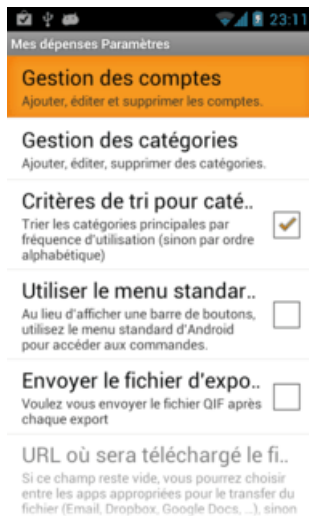 23:11
Mes dépenses Paramètres
Gestion des comptes
Ajouter, éditer et supprimer les comptes.
Gestion des catégories
Ajouter, éditer, supprimer des catégories.
Critères de tri pour caté..
Trier les catégories principales par
fréquence d'utilisation (sinon par ordre
alphabétique)
Utiliser le menu standar..
Au lieu d'afficher une barre de boutons,
utilisez le menu standard d'Android
pour accéder aux commandes.
Envoyer le fichier d'expo..
Voulez vous envoyer le fichier QIF après
chaque export
URL où sera téléchargé le fi..
Si ce champ reste vide, vous pourrez choisir
entre les apps appropriées pour le transfer du
fichier (Email, Dropbox, Google Docs, ..), sinon